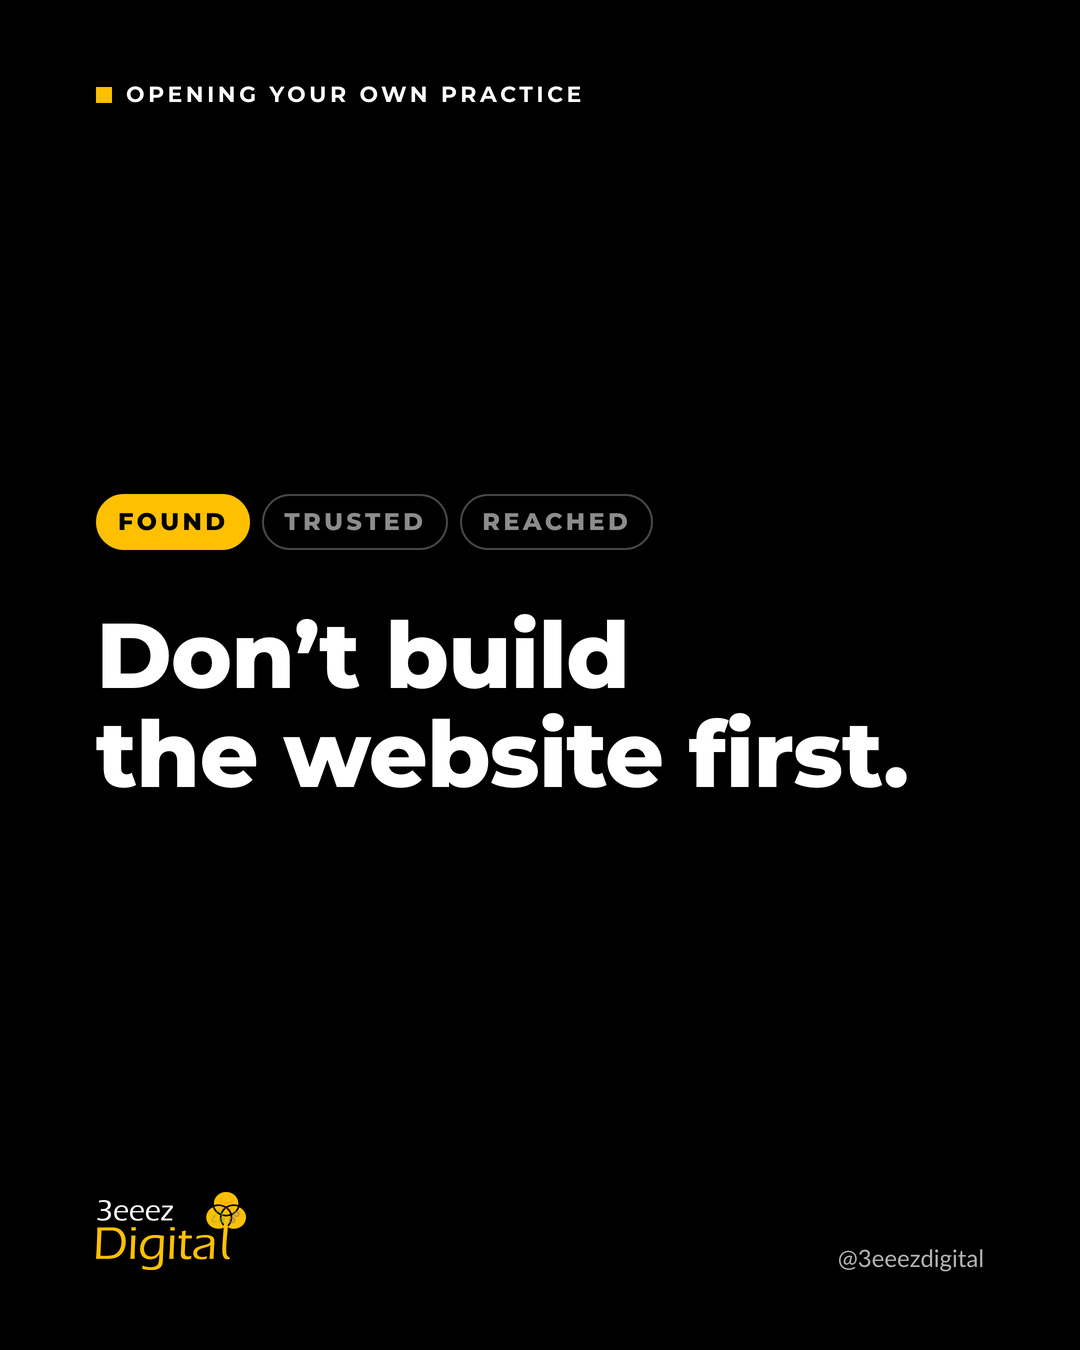 OPENING YOUR OWN PRACTICE
FOUND TRUSTED REACHED
Don’t build
the website first.
3eeez
Digital
@3eeezdigital